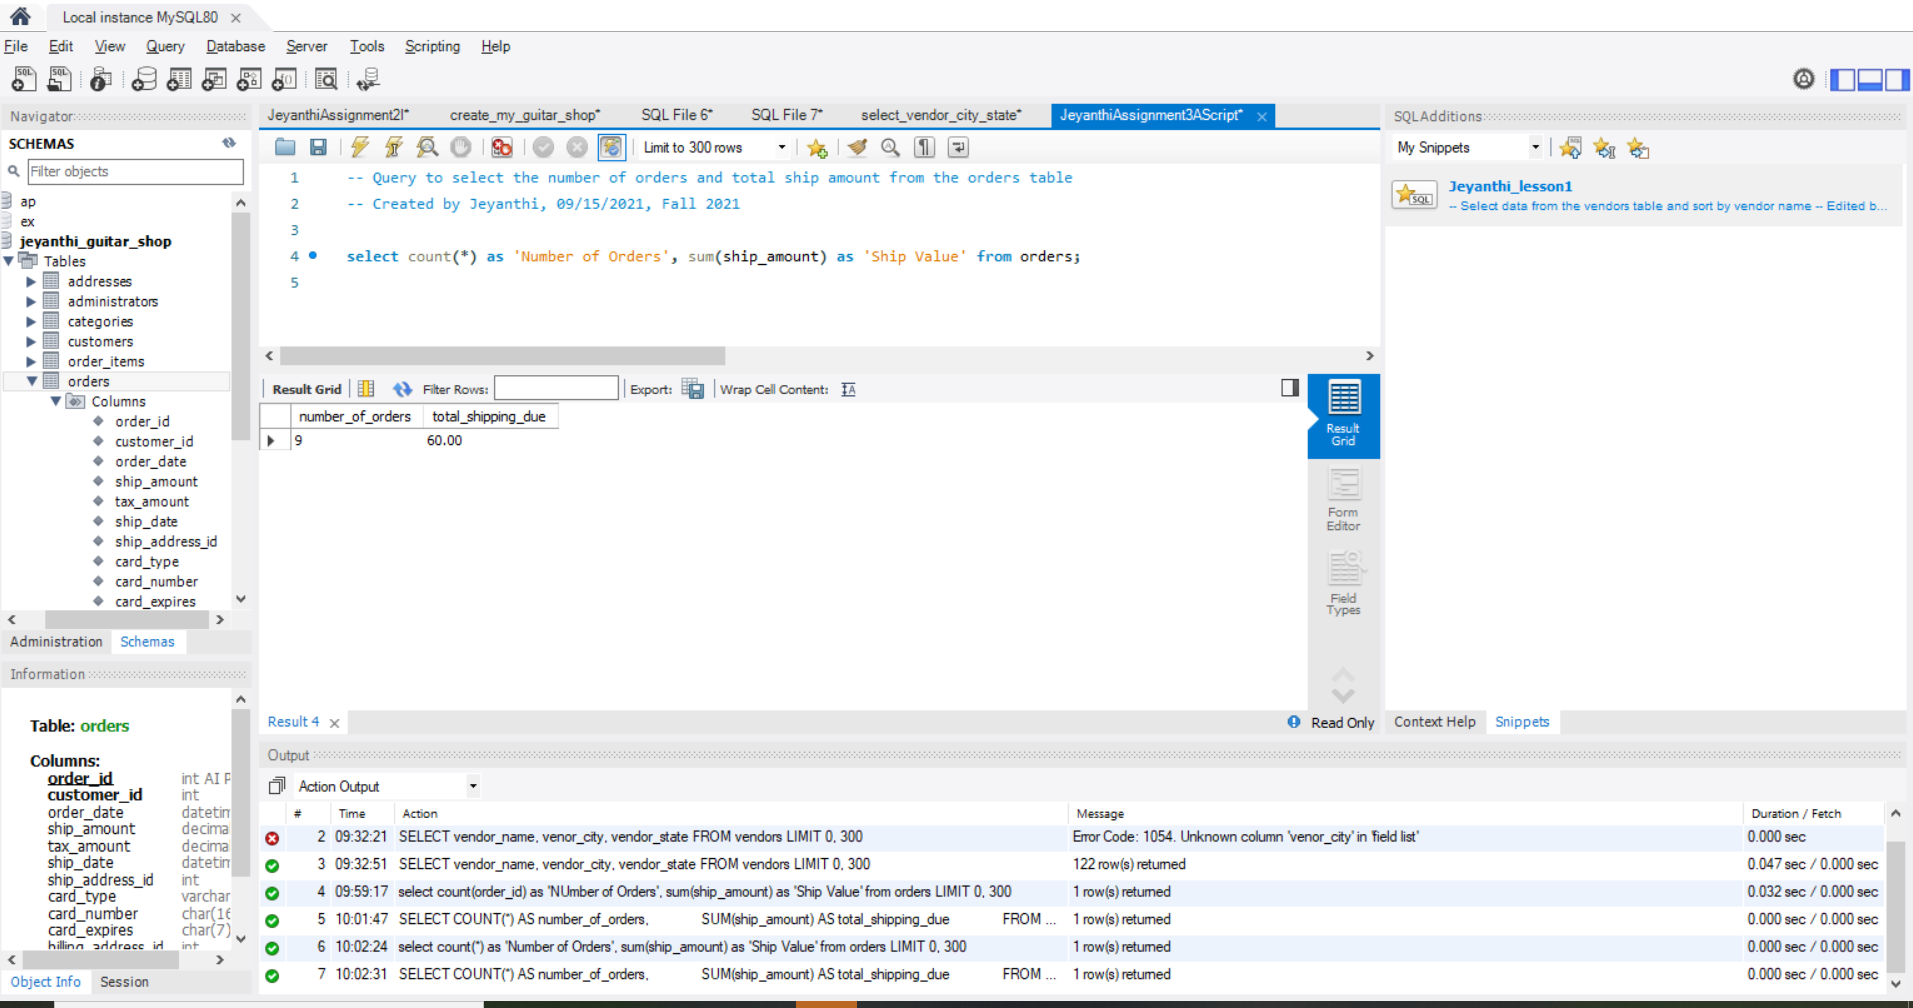 Local instance MySQL80
File Edit View Query Database Server Tools Scripting Help
Navigator
SCHEMAS
Filter objects
ap
ex
jeyanthi_guitar_shop
Tables
addresses
administrators
categories
customers
order_items
orders
Columns
order_id
customer_id
order_date
ship_amount
tax_amount
ship_date
ship_address_id
card_type
card_number
card_expires
Administration Schemas
Information
Table: orders
Columns:
order_id int AI P
customer_id int
order_date datetin
ship_amount decima
tax_amount decima
ship_date datetin
ship_address_id int
card_type varchar
card_number char(16
card_expires char(7)
billing_address_id int
Object Info Session
JeyanthiAssignment2I* create_my_guitar_shop* SQL File 6* SQL File 7* select_vendor_city_state* JeyanthiAssignment3AScript*
Limit to 300 rows
1 -- Query to select the number of orders and total ship amount from the orders table
2 -- Created by Jeyanthi, 09/15/2021, Fall 2021
3
4 select count(*) as 'Number of Orders', sum(ship_amount) as 'Ship Value' from orders;
5
Result Grid Filter Rows: Export: Wrap Cell Content:
number_of_orders total_shipping_due
9 60.00
Result Grid
Form Editor
Field Types
Result 4 Read Only
SQLAdditions
My Snippets
SQL Jeyanthi_lesson1
-- Select data from the vendors table and sort by vendor name -- Edited b...
Context Help Snippets
Output
Action Output
# Time Action Message Duration / Fetch
2 09:32:21 SELECT vendor_name, venor_city, vendor_state FROM vendors LIMIT 0, 300 Error Code: 1054. Unknown column 'venor_city' in 'field list' 0.000 sec
3 09:32:51 SELECT vendor_name, vendor_city, vendor_state FROM vendors LIMIT 0, 300 122 row(s) returned 0.047 sec / 0.000 sec
4 09:59:17 select count(order_id) as 'NUmber of Orders', sum(ship_amount) as 'Ship Value' from orders LIMIT 0, 300 1 row(s) returned 0.032 sec / 0.000 sec
5 10:01:47 SELECT COUNT(*) AS number_of_orders, SUM(ship_amount) AS total_shipping_due FROM ... 1 row(s) returned 0.000 sec / 0.000 sec
6 10:02:24 select count(*) as 'Number of Orders', sum(ship_amount) as 'Ship Value' from orders LIMIT 0, 300 1 row(s) returned 0.000 sec / 0.000 sec
7 10:02:31 SELECT COUNT(*) AS number_of_orders, SUM(ship_amount) AS total_shipping_due FROM ... 1 row(s) returned 0.000 sec / 0.000 sec